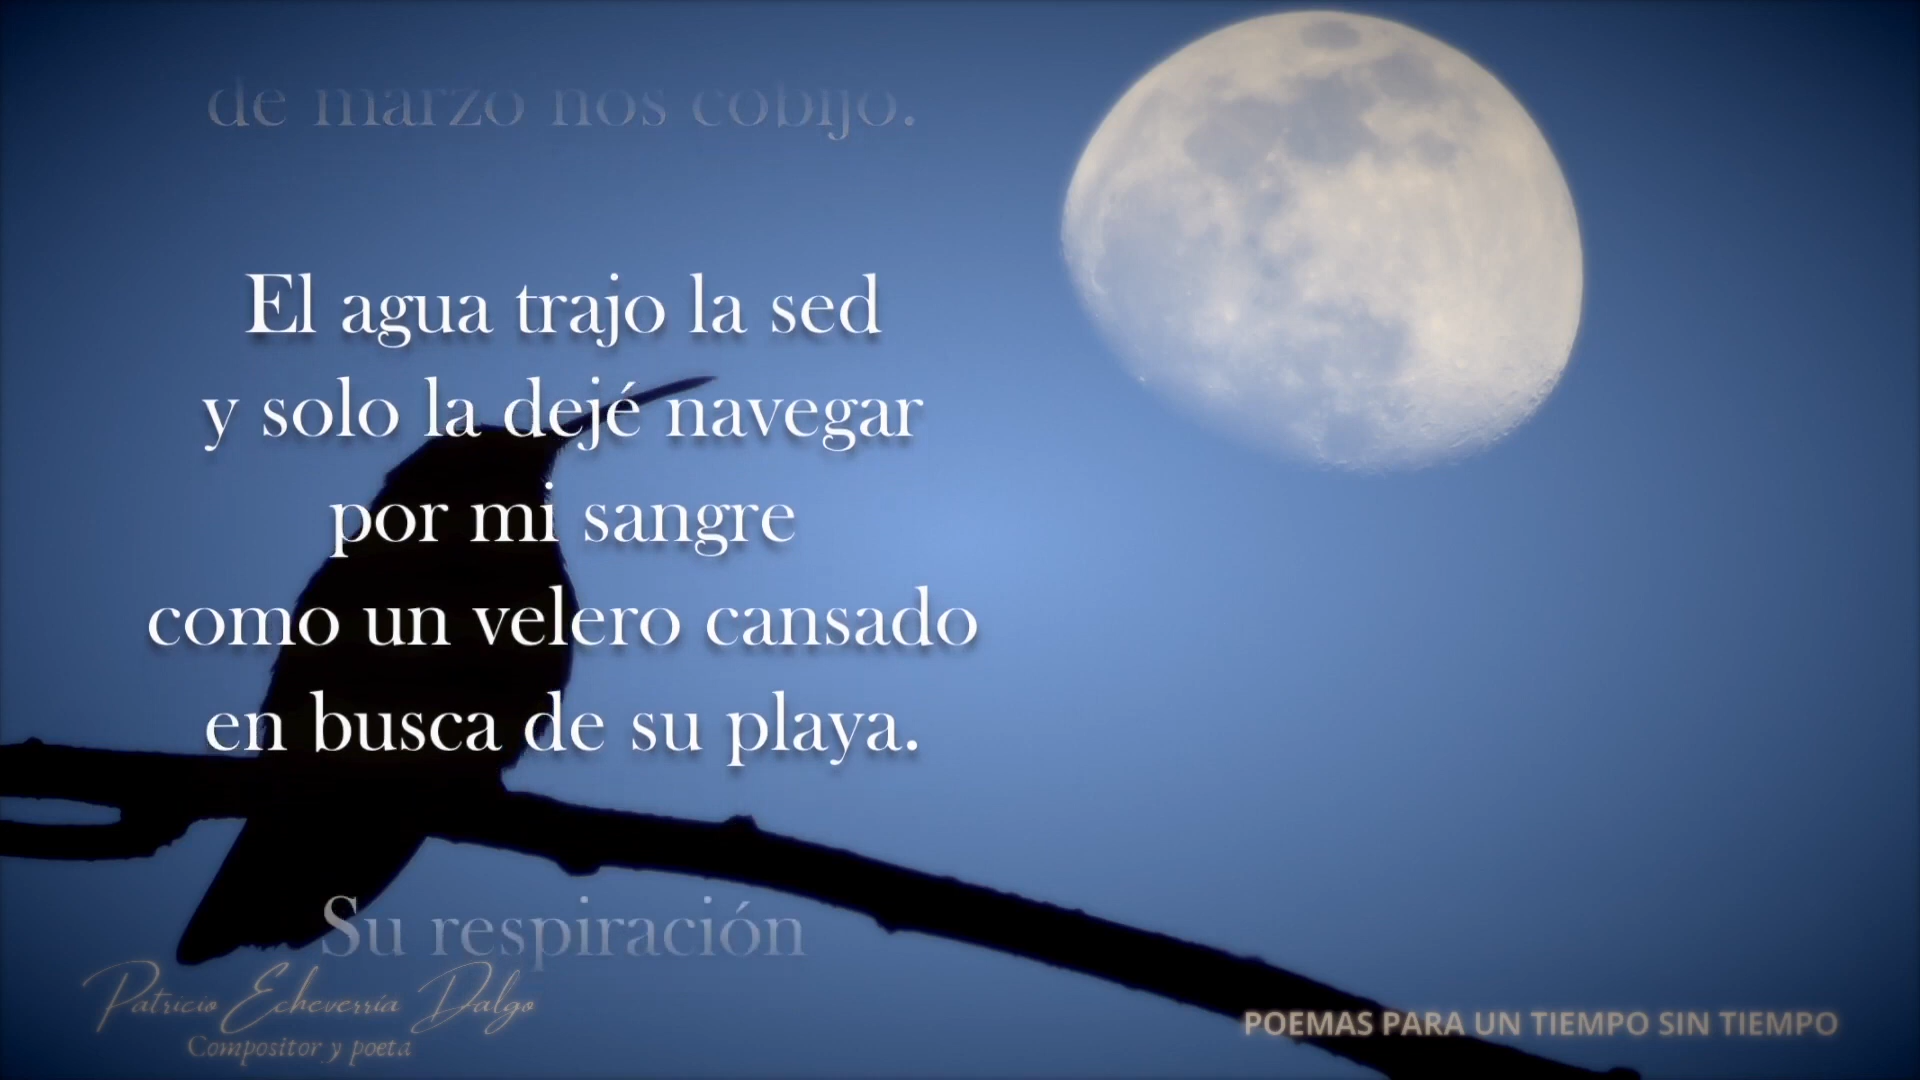 de marzo nos cobijo.
El agua trajo la sed
y solo la dejé navegar
por mi sangre
como un velero cansado
en busca de su playa.
Su respiración
Patricio Echeverría Dalgo
Compositor y poeta
POEMAS PARA UN TIEMPO SIN TIEMPO